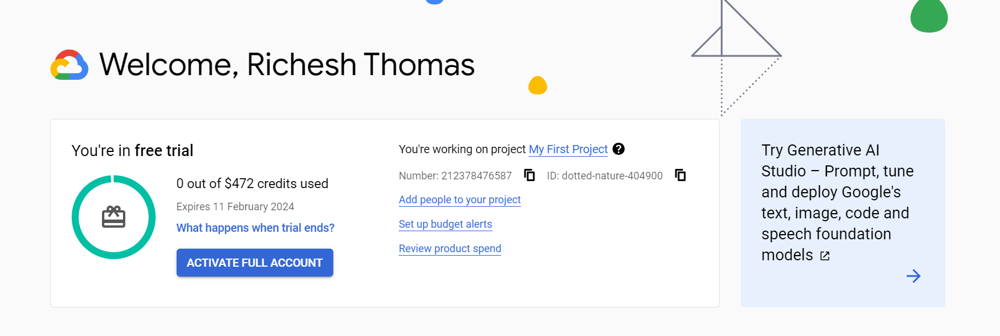 Welcome, Richesh Thomas
You're in free trial
0 out of $472 credits used
Expires 11 February 2024
What happens when trial ends?
ACTIVATE FULL ACCOUNT
You're working on project My First Project ?
Number: 212378476587 ID: dotted-nature-404900
Add people to your project
Set up budget alerts
Review product spend
Try Generative AI
Studio – Prompt, tune
and deploy Google's
text, image, code and
speech foundation
models